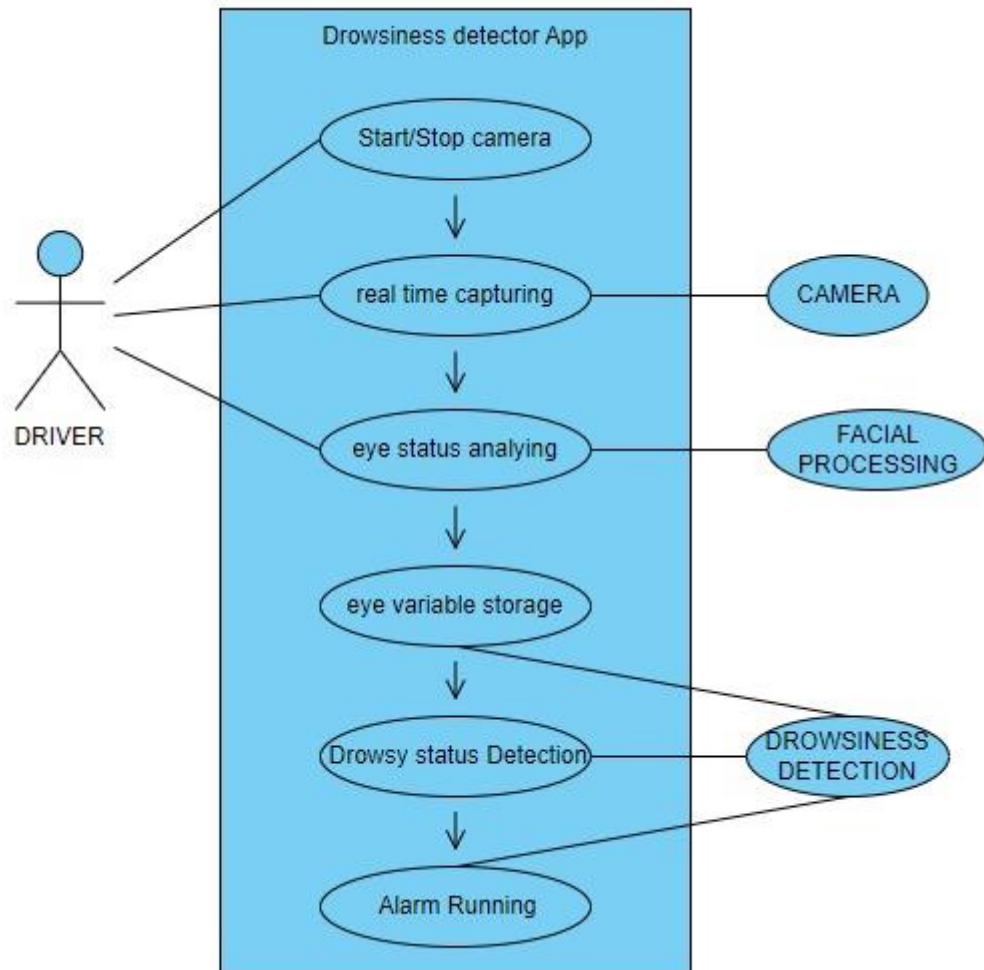 Drowsiness detector App
Start/Stop camera
real time capturing
CAMERA
DRIVER
eye status analying
FACIAL
PROCESSING
eye variable storage
Drowsy status Detection
DROWSINESS
DETECTION
Alarm Running